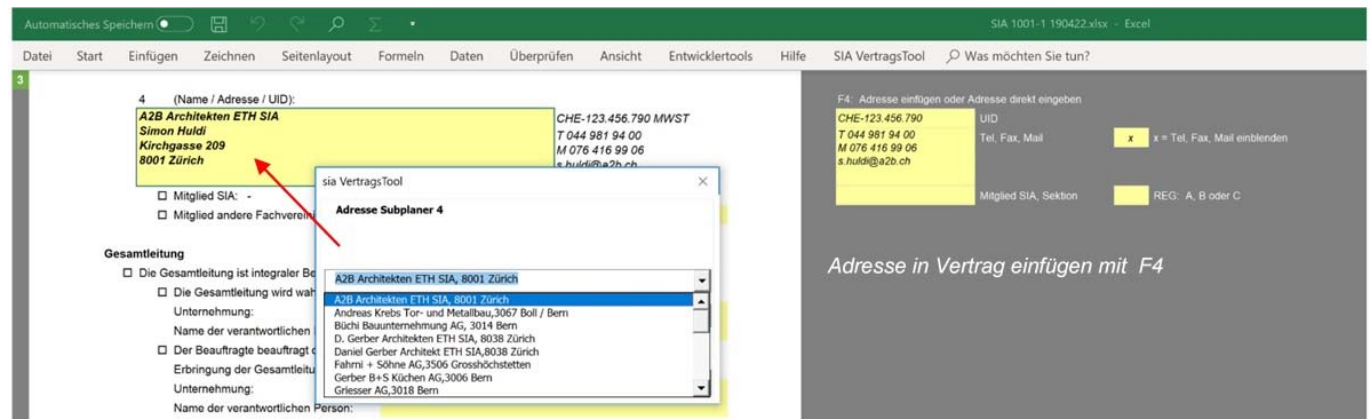 Automatisches Speichern
SIA 1001-1 190422.xlsx - Excel
Datei Start Einfügen Zeichnen Seitenlayout Formeln Daten Überprüfen Ansicht Entwicklertools Hilfe SIA VertragsTool Was möchten Sie tun?
3
4 (Name / Adresse / UID):
A2B Architekten ETH SIA
Simon Huldi
Kirchgasse 209
8001 Zürich
CHE-123.456.790 MWST
T 044 981 94 00
M 076 416 99 06
s.huldi@a2b.ch
Mitglied SIA: -
Mitglied andere Fachverein
Gesamtleitung
Die Gesamtleitung ist integraler Be
Die Gesamtleitung wird wah
Unternehmung:
Name der verantwortlichen
Der Beauftragte beauftragt
Erbringung der Gesamtleitu
Unternehmung:
Name der verantwortlichen Person:
sia VertragsTool
Adresse Subplaner 4
A2B Architekten ETH SIA, 8001 Zürich
A2B Architekten ETH SIA, 8001 Zürich
Andreas Krebs Tor- und Metallbau,3067 Boll / Bern
Büchi Bauunternehmung AG, 3014 Bern
D. Gerber Architekten ETH SIA, 8038 Zürich
Daniel Gerber Architekt ETH SIA,8038 Zürich
Fahrni + Söhne AG,3506 Grosshöchstetten
Gerber B+S Küchen AG,3006 Bern
Griesser AG,3018 Bern
F4: Adresse einfügen oder Adresse direkt eingeben
CHE-123.456.790 UID
T 044 981 94 00 Tel, Fax, Mail x x = Tel, Fax, Mail einblenden
M 076 416 99 06
s.huldi@a2b.ch
Mitglied SIA, Sektion REG: A, B oder C
Adresse in Vertrag einfügen mit F4